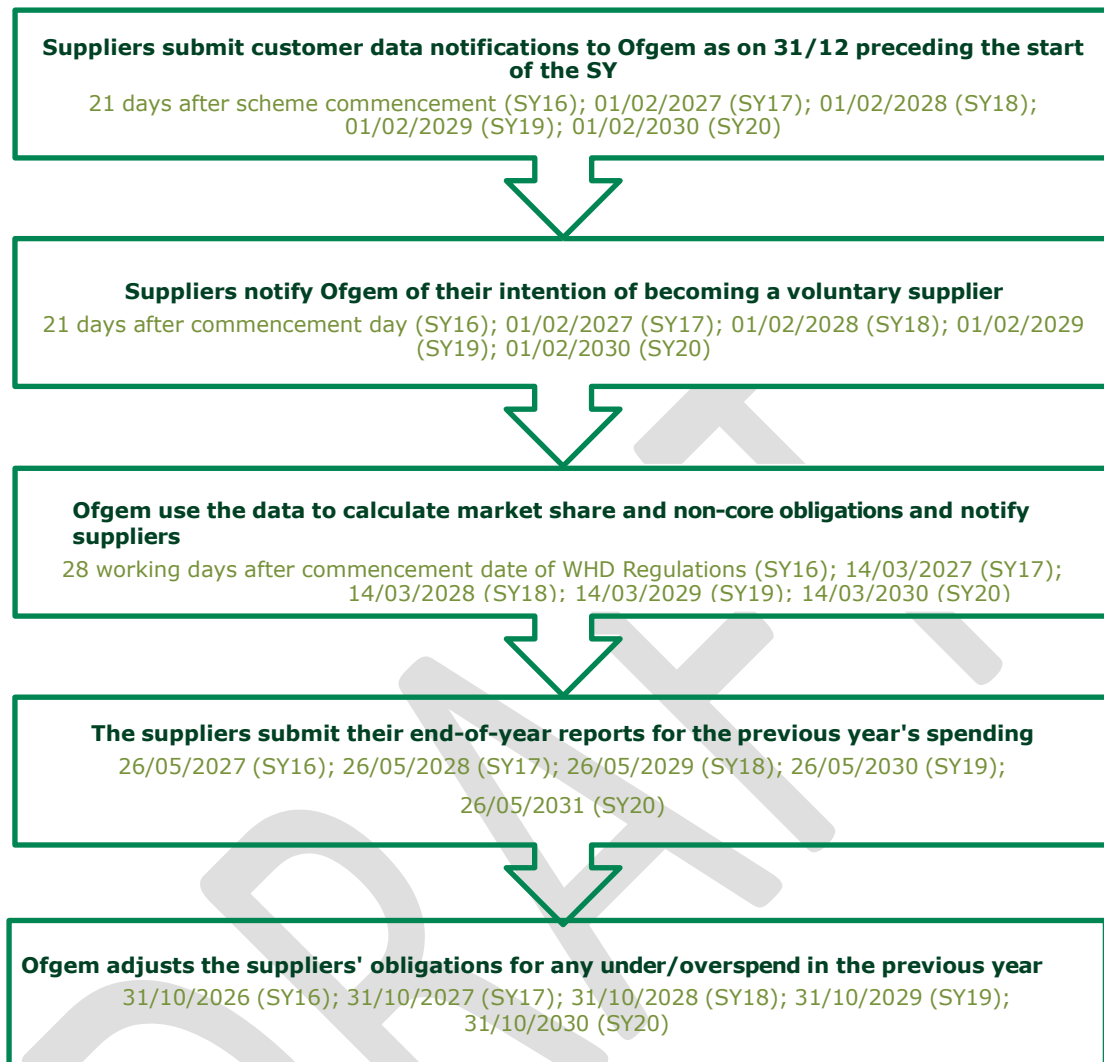 Suppliers submit customer data notifications to Ofgem as on 31/12 preceding the start
of the SY
21 days after scheme commencement (SY16); 01/02/2027 (SY17); 01/02/2028 (SY18);
01/02/2029 (SY19); 01/02/2030 (SY20)
Suppliers notify Ofgem of their intention of becoming a voluntary supplier
21 days after commencement day (SY16); 01/02/2027 (SY17); 01/02/2028 (SY18); 01/02/2029
(SY19); 01/02/2030 (SY20)
Ofgem use the data to calculate market share and non-core obligations and notify
suppliers
28 working days after commencement date of WHD Regulations (SY16); 14/03/2027 (SY17);
14/03/2028 (SY18); 14/03/2029 (SY19); 14/03/2030 (SY20)
The suppliers submit their end-of-year reports for the previous year's spending
26/05/2027 (SY16); 26/05/2028 (SY17); 26/05/2029 (SY18); 26/05/2030 (SY19);
26/05/2031 (SY20)
Ofgem adjusts the suppliers' obligations for any under/overspend in the previous year
31/10/2026 (SY16); 31/10/2027 (SY17); 31/10/2028 (SY18); 31/10/2029 (SY19);
31/10/2030 (SY20)
DRAFT